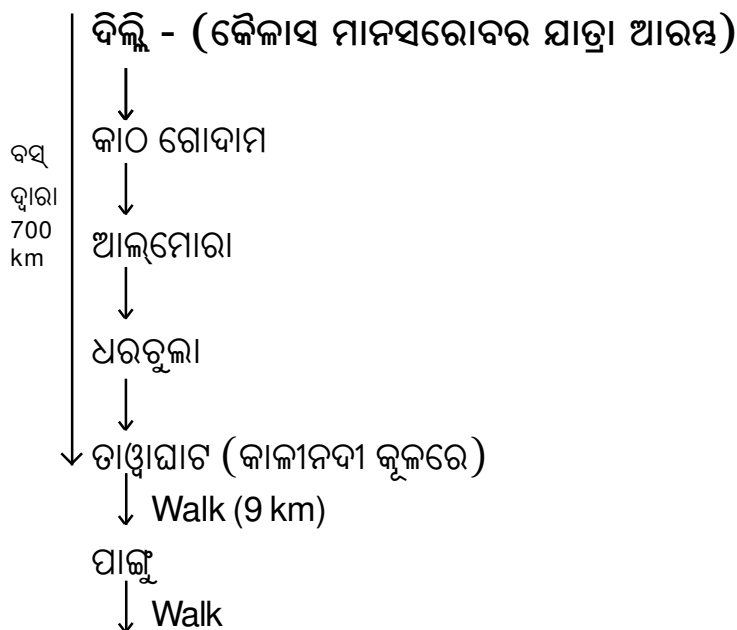 ଦିଲ୍ଲୀ - (କୈଳାସ ମାନସରୋବର ଯାତ୍ରା ଆରମ୍ଭ)
କାଠ ଗୋଦାମ
ବସ୍
ଦ୍ୱାରା
700
km
ଆଲ୍‌ମୋରା
ଧରଚୁଲା
ତାଓ୍ଵାଘାଟ (କାଳୀନଦୀ କୂଳରେ)
Walk (9 km)
ପାଙ୍ଗୁ
Walk